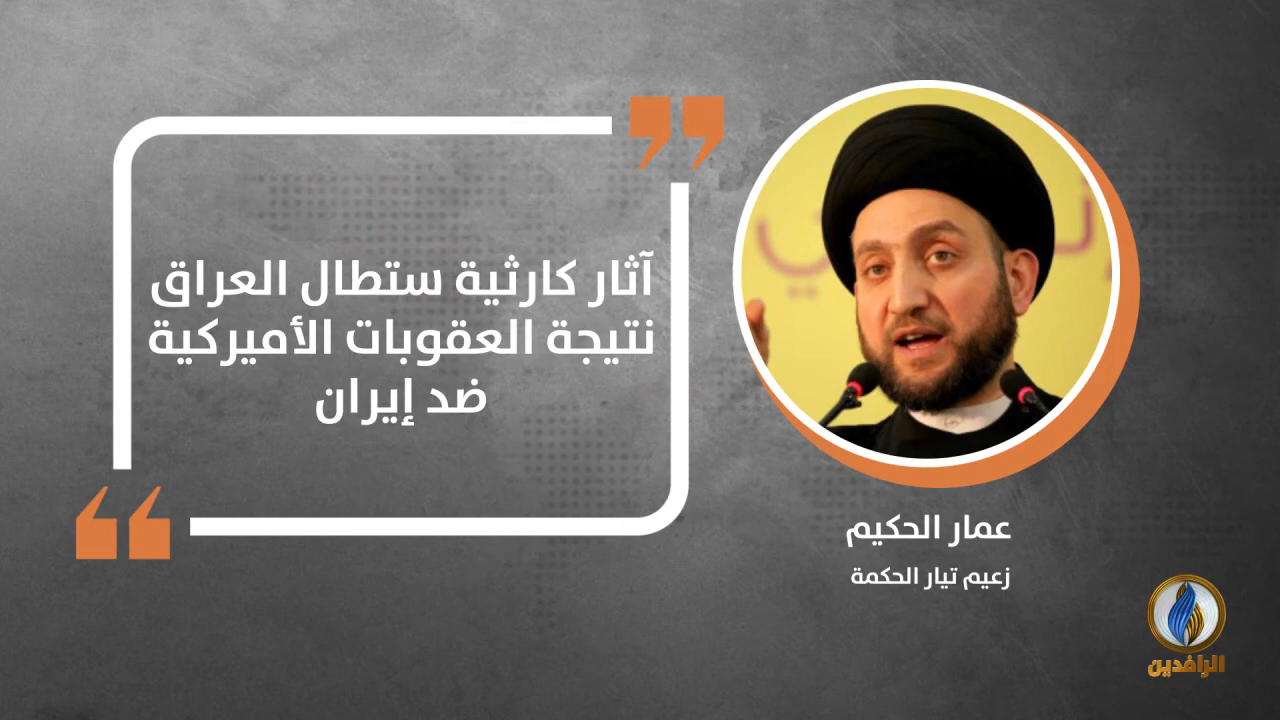 آثار كارثية ستطال العراق
نتيجة العقوبات الأميركية
ضد إيران
عمار الحكيم
زعيم تيار الحكمة
الرافدين